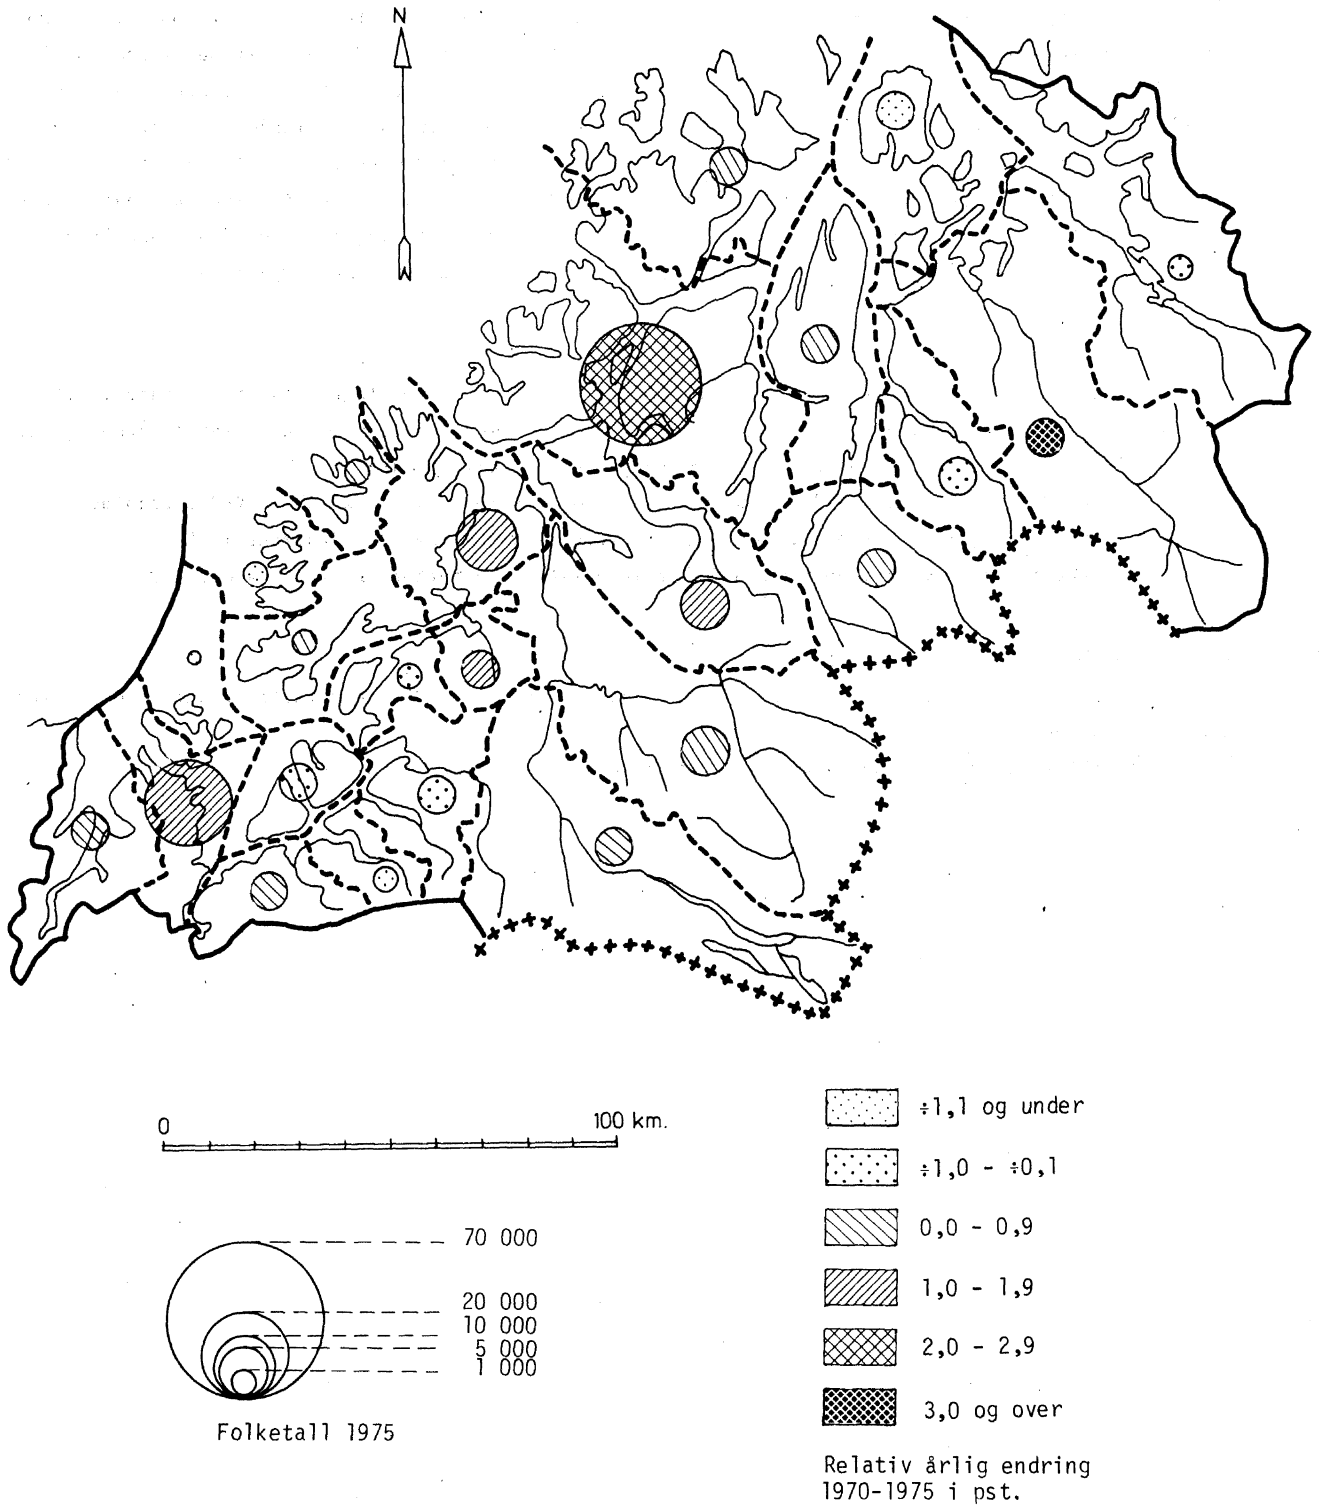 N
0 100 km.
70 000
20 000
10 000
5 000
1 000
Folketall 1975
÷1,1 og under
÷1,0 - ÷0,1
0,0 - 0,9
1,0 - 1,9
2,0 - 2,9
3,0 og over
Relativ årlig endring
1970-1975 i pst.